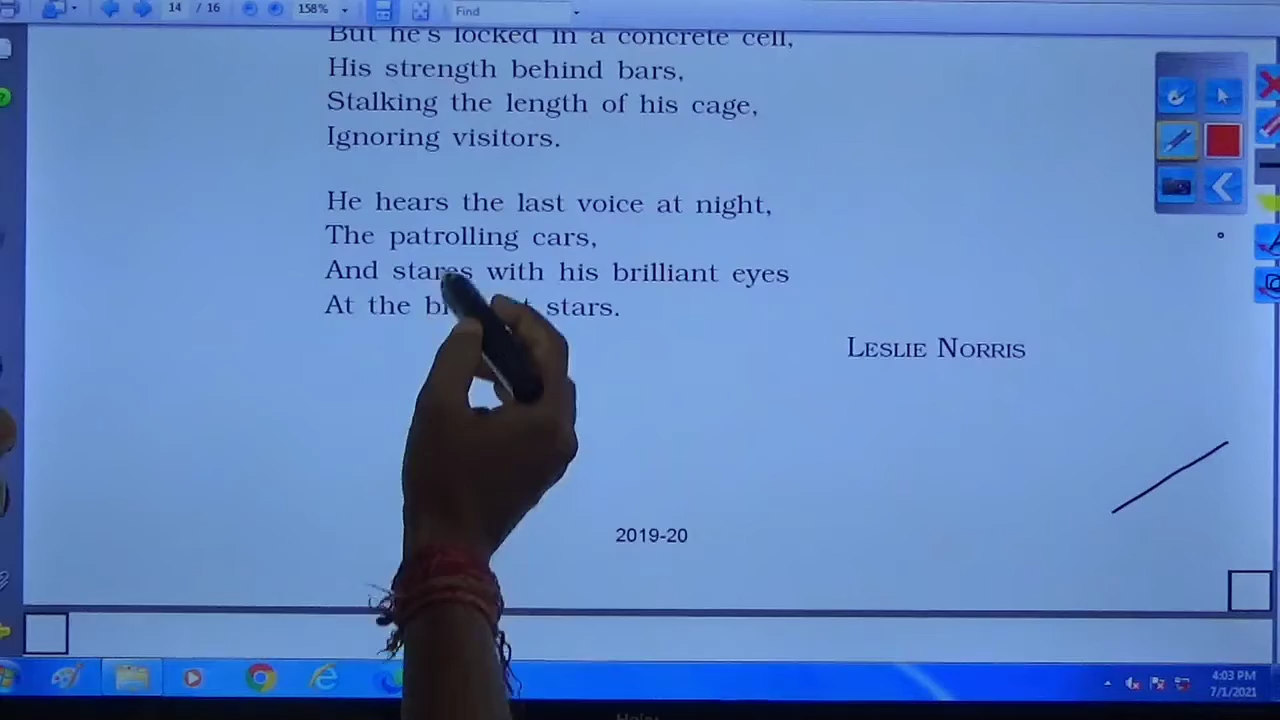 14 / 16 158% Find
But he's locked in a concrete cell,
His strength behind bars,
Stalking the length of his cage,
Ignoring visitors.
He hears the last voice at night,
The patrolling cars,
And stares with his brilliant eyes
At the stars.
LESLIE NORRIS
2019-20
4:03 PM
7/1/2021